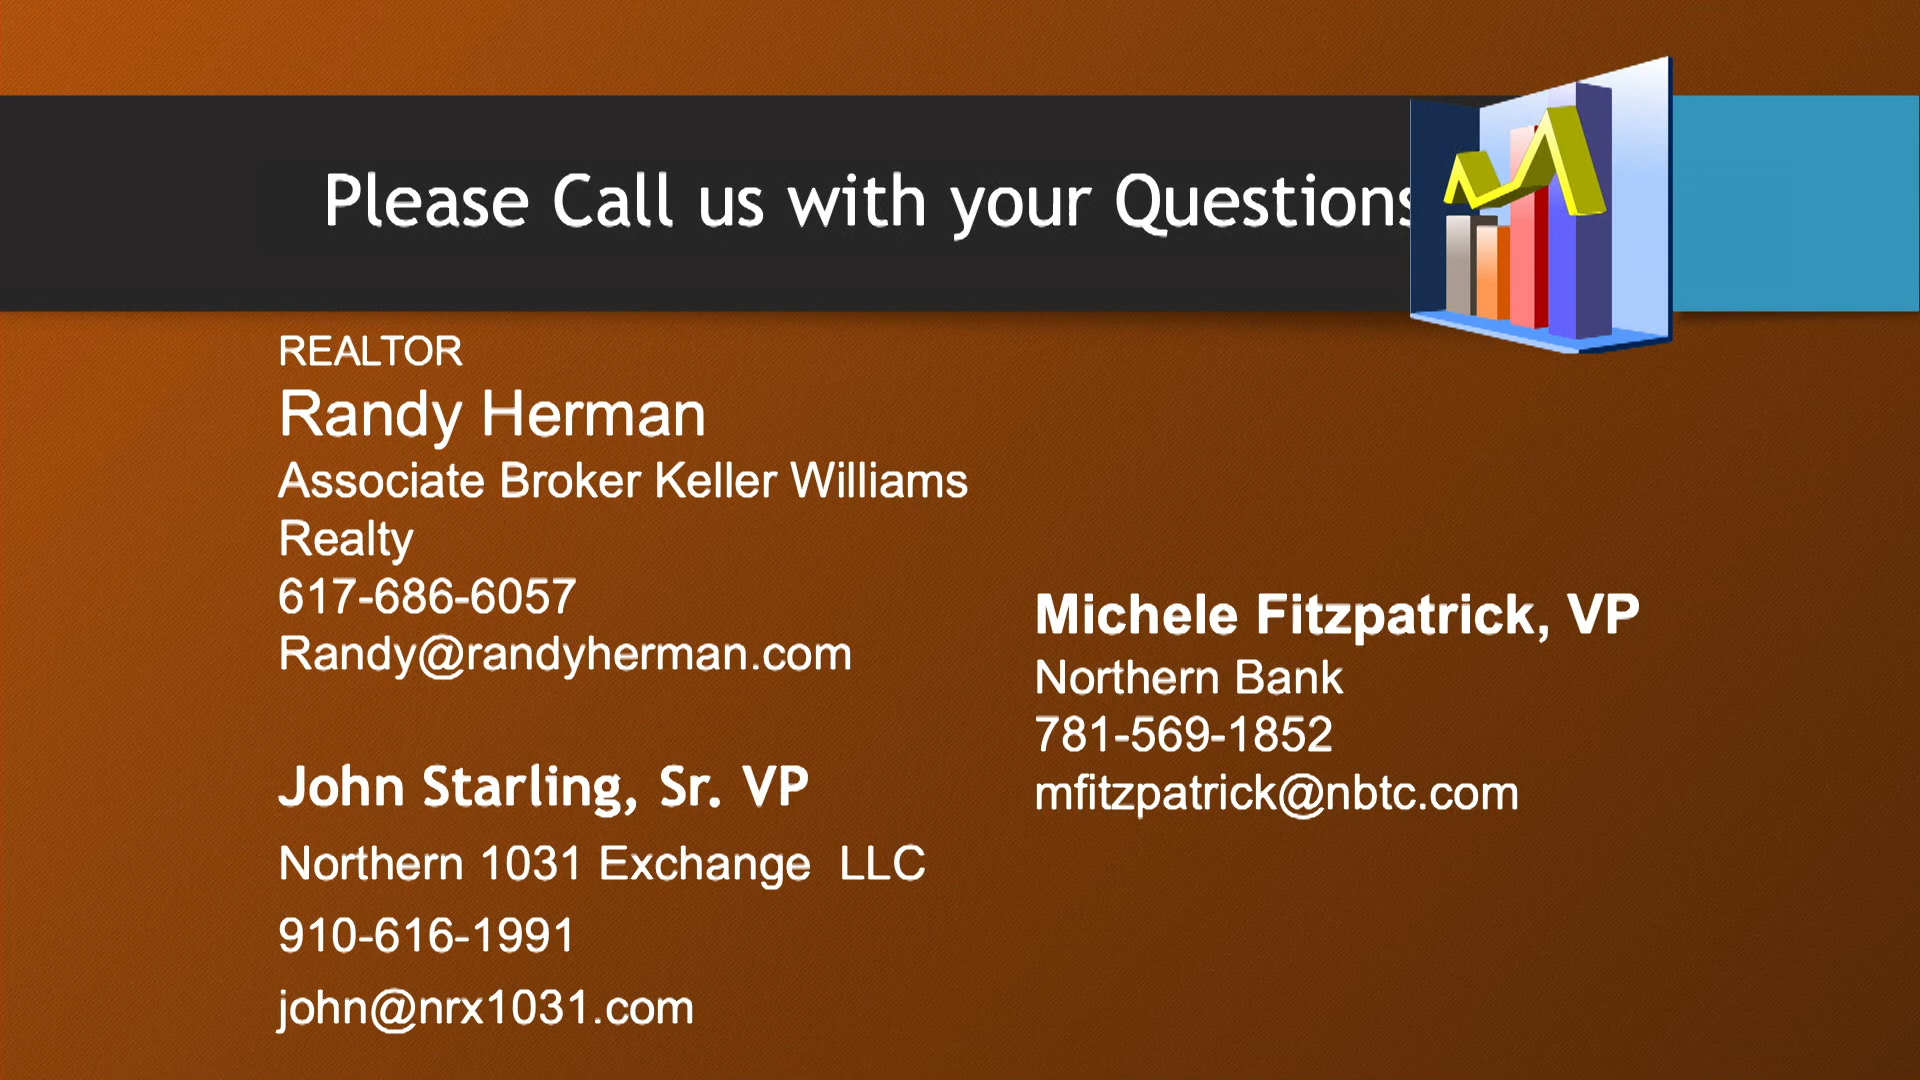 Please Call us with your Questions
REALTOR
Randy Herman
Associate Broker Keller Williams
Realty
617-686-6057
Randy@randyherman.com
John Starling, Sr. VP
Northern 1031 Exchange  LLC
910-616-1991
john@nrx1031.com
Michele Fitzpatrick, VP
Northern Bank
781-569-1852
mfitzpatrick@nbtc.com